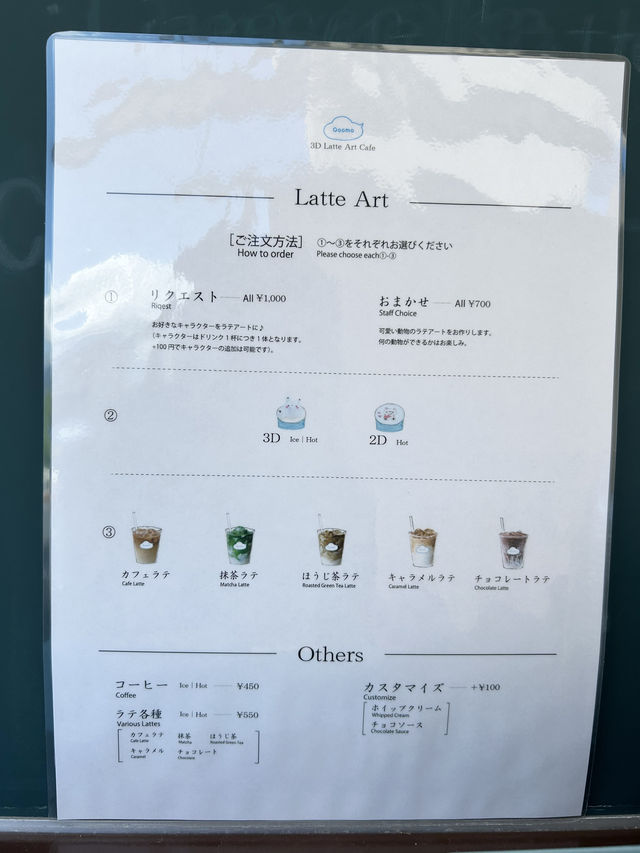 Qoomo
3D Latte Art Cafe
Latte Art
[ご注文方法] ①〜③をそれぞれお選びください
How to order Please choose each①-③
① リクエスト All ¥1,000
Riqest
お好きなキャラクターをラテアートに♪
(キャラクターはドリンク1杯につき1体となります。
+100円でキャラクターの追加は可能です)。
おまかせ All ¥700
Staff Choice
可愛い動物のラテアートをお作りします。
何の動物ができるかはお楽しみ。
②
3D Ice | Hot
2D Hot
③
カフェラテ
Cafe Latte
抹茶ラテ
Matcha Latte
ほうじ茶ラテ
Roasted Green Tea Latte
キャラメルラテ
Caramel Latte
チョコレートラテ
Chocolate Latte
Others
コーヒー Ice | Hot ¥450
Coffee
ラテ各種 Ice | Hot ¥550
Various Lattes
カフェラテ 抹茶 ほうじ茶
Cafe Latte Matcha Roasted Green Tea
キャラメル チョコレート
Caramel Chocolate
カスタマイズ +¥100
Customize
ホイップクリーム
Whipped Cream
チョコソース
Chocolate Sauce